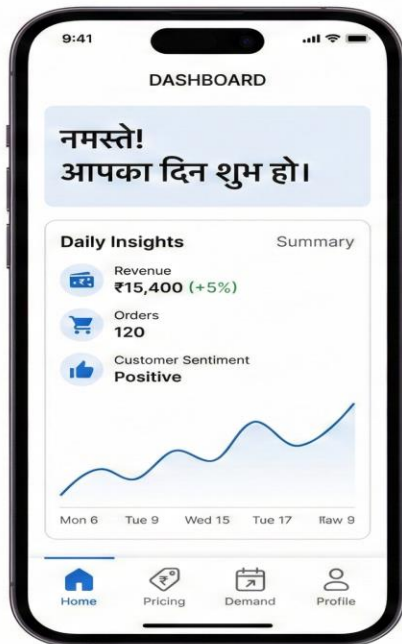 9:41
DASHBOARD
नमस्ते!
आपका दिन शुभ हो।
Daily Insights Summary
Revenue
₹15,400 (+5%)
Orders
120
Customer Sentiment
Positive
Mon 6 Tue 9 Wed 15 Tue 17 9
Home Pricing Demand Profile